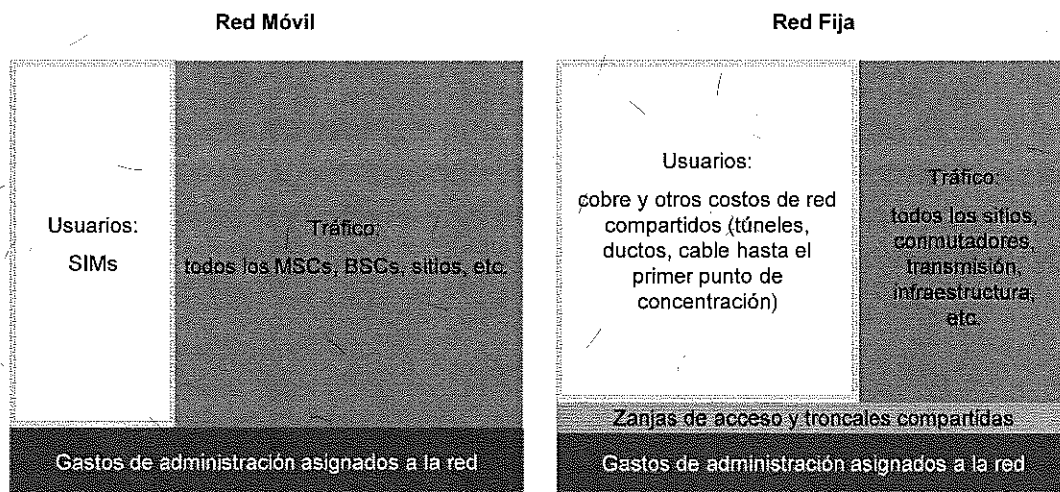 Red Móvil
Usuarios:
SIMs
Tráfico:
todos los MSCs, BSCs, sitios, etc.
Gastos de administración asignados a la red
Red Fija
Usuarios:
cobre y otros costos de red
compartidos (túneles,
ductos, cable hasta el
primer punto de
concentración)
Tráfico:
todos los sitios,
conmutadores,
transmisión,
infraestructura,
etc.
Zanjas de acceso y troncales compartidas
Gastos de administración asignados a la red